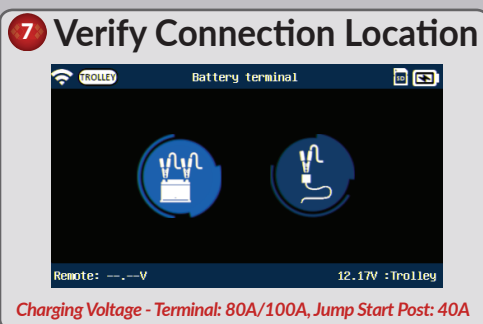 7 Verify Connection Location
TROLLEY Battery terminal SD
Remote: --.--V 12.17V :Trolley
Charging Voltage - Terminal: 80A/100A, Jump Start Post: 40A